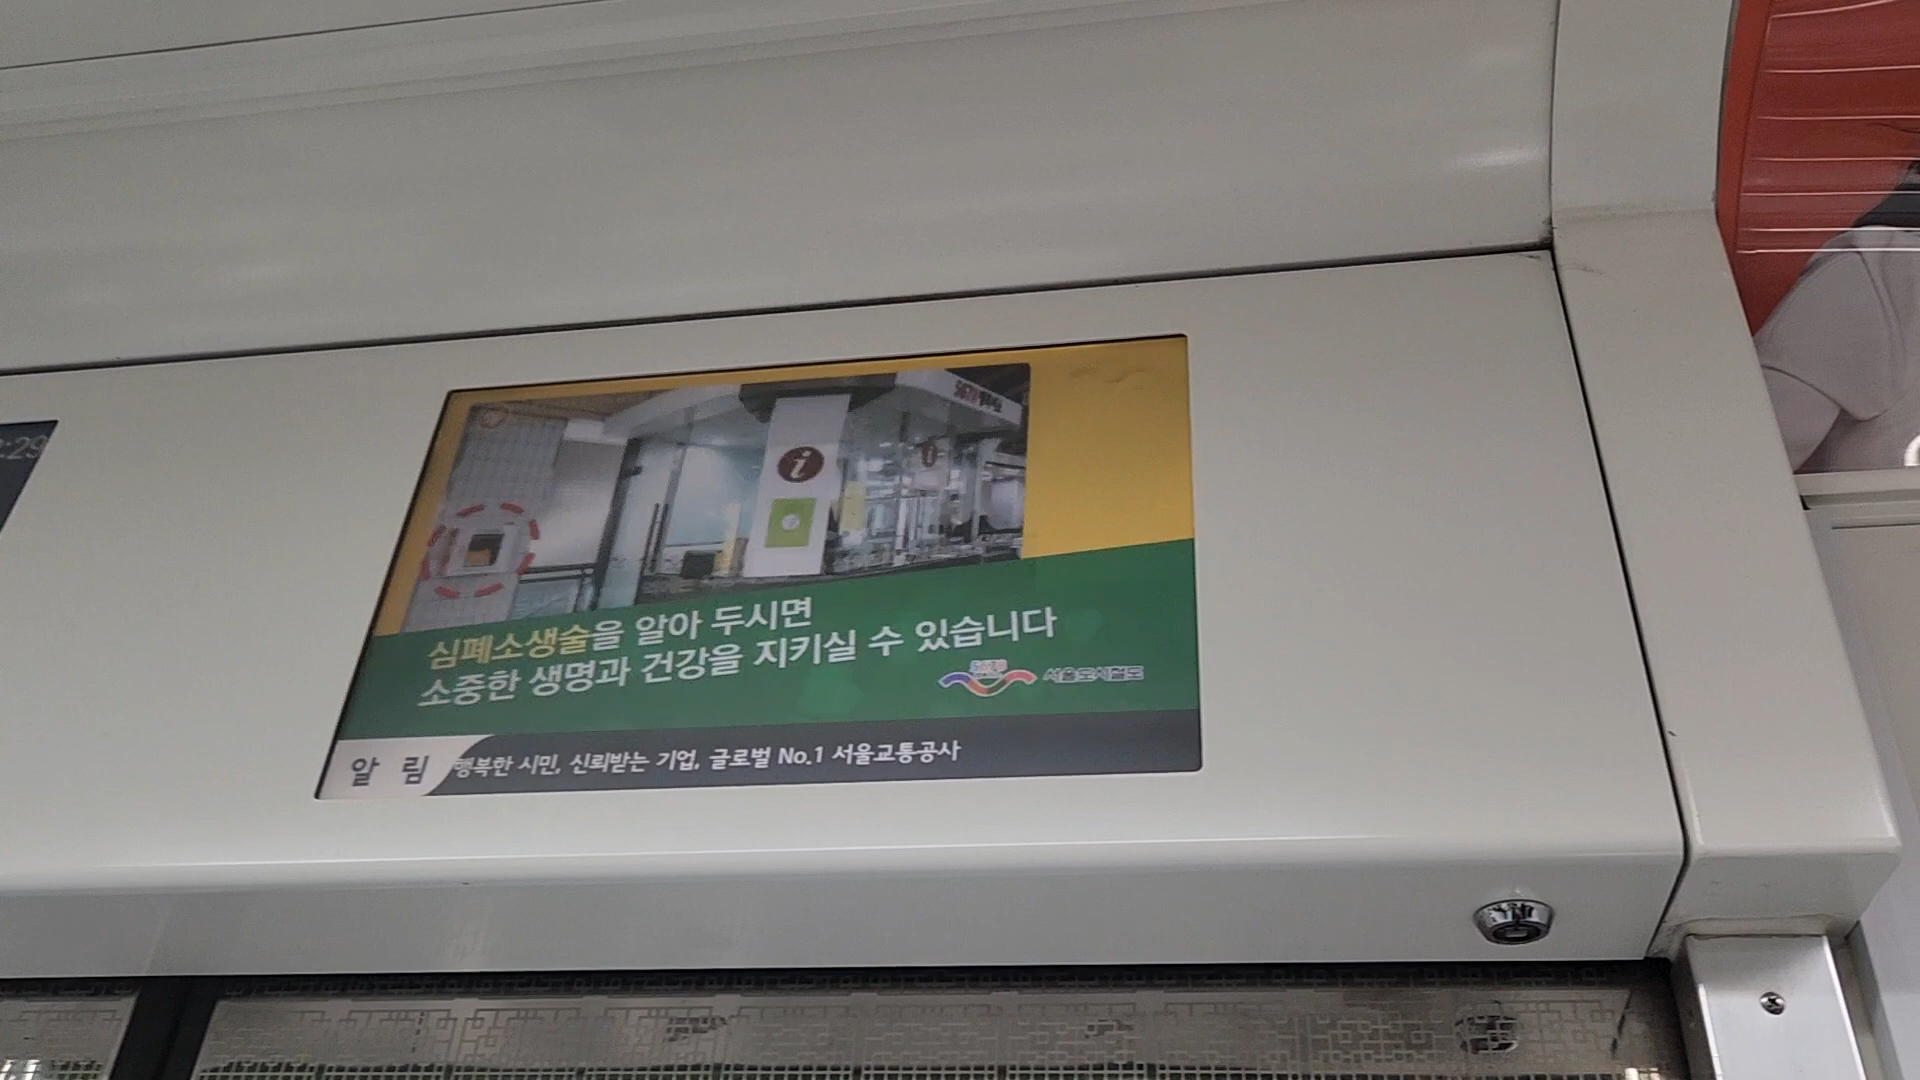 :29
i
심폐소생술을 알아 두시면
소중한 생명과 건강을 지키실 수 있습니다
5678 서울도시철도
알 림 행복한 시민, 신뢰받는 기업, 글로벌 No.1 서울교통공사